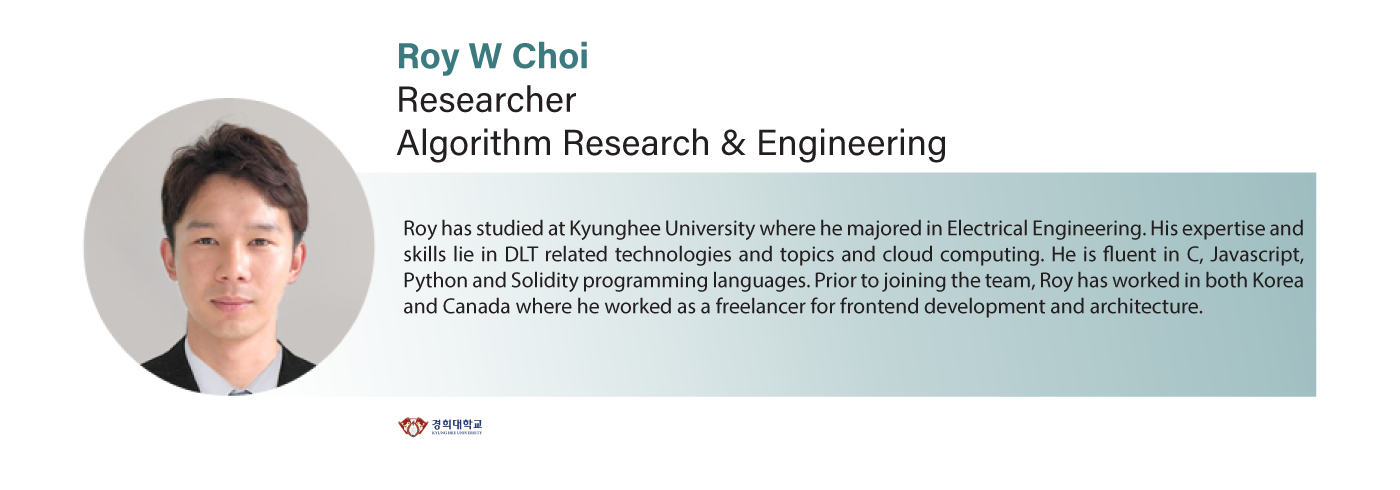 Roy W Choi
Researcher
Algorithm Research & Engineering
Roy has studied at Kyunghee University where he majored in Electrical Engineering. His expertise and
skills lie in DLT related technologies and topics and cloud computing. He is fluent in C, Javascript,
Python and Solidity programming languages. Prior to joining the team, Roy has worked in both Korea
and Canada where he worked as a freelancer for frontend development and architecture.
경희대학교
KYUNG HEE UNIVERSITY